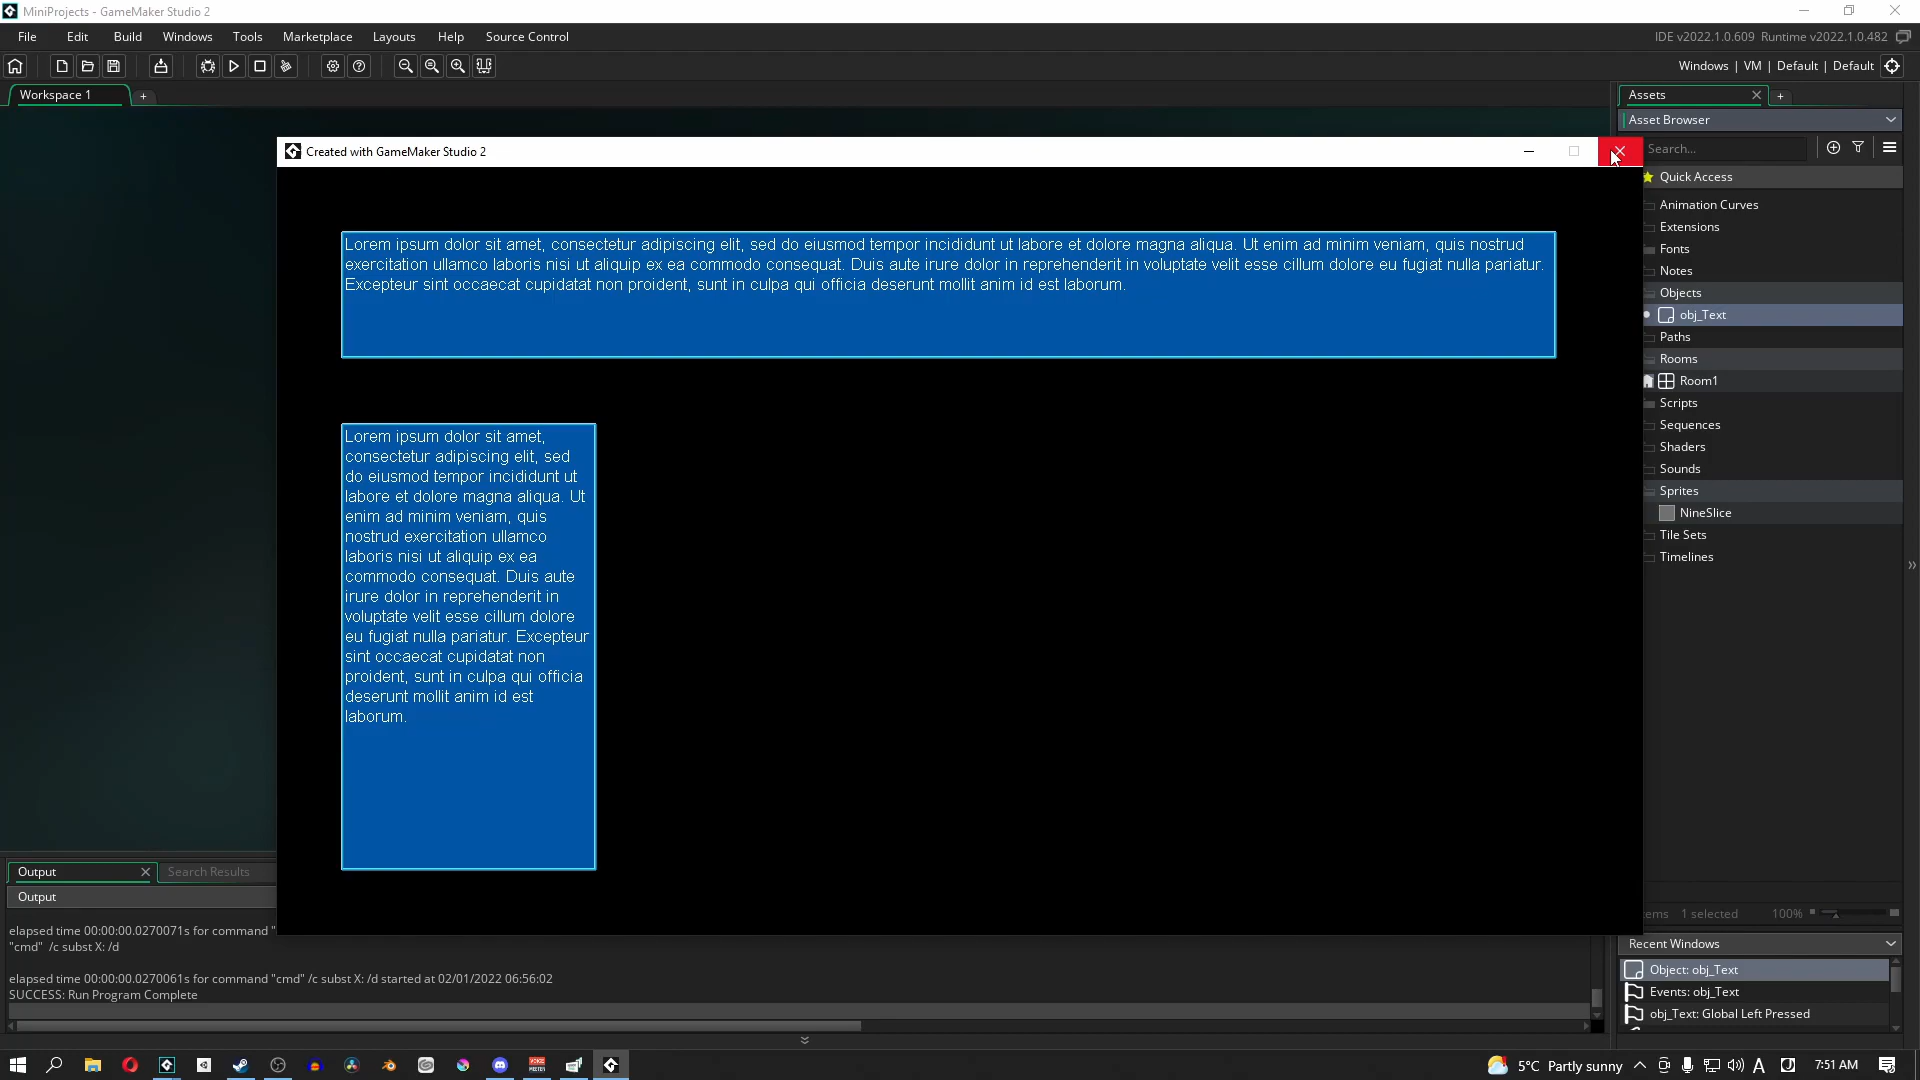 MiniProjects - GameMaker Studio 2
File Edit Build Windows Tools Marketplace Layouts Help Source Control
IDE v2022.1.0.609 Runtime v2022.1.0.482
Windows | VM | Default | Default
Workspace 1
Assets
Asset Browser
Created with GameMaker Studio 2
Search...
Quick Access
Animation Curves
Extensions
Fonts
Notes
Objects
obj_Text
Paths
Rooms
Room1
Scripts
Sequences
Shaders
Sounds
Sprites
NineSlice
Tile Sets
Timelines
Lorem ipsum dolor sit amet, consectetur adipiscing elit, sed do eiusmod tempor incididunt ut labore et dolore magna aliqua. Ut enim ad minim veniam, quis nostrud
exercitation ullamco laboris nisi ut aliquip ex ea commodo consequat. Duis aute irure dolor in reprehenderit in voluptate velit esse cillum dolore eu fugiat nulla pariatur.
Excepteur sint occaecat cupidatat non proident, sunt in culpa qui officia deserunt mollit anim id est laborum.
Lorem ipsum dolor sit amet,
consectetur adipiscing elit, sed
do eiusmod tempor incididunt ut
labore et dolore magna aliqua. Ut
enim ad minim veniam, quis
nostrud exercitation ullamco
laboris nisi ut aliquip ex ea
commodo consequat. Duis aute
irure dolor in reprehenderit in
voluptate velit esse cillum dolore
eu fugiat nulla pariatur. Excepteur
sint occaecat cupidatat non
proident, sunt in culpa qui officia
deserunt mollit anim id est
laborum.
Output Search Results
Output
elapsed time 00:00:00.0270071s for command "
"cmd" /c subst X: /d
elapsed time 00:00:00.0270061s for command "cmd" /c subst X: /d started at 02/01/2022 06:56:02
SUCCESS: Run Program Complete
1 selected 100%
Recent Windows
Object: obj_Text
Events: obj_Text
obj_Text: Global Left Pressed
5°C Partly sunny
7:51 AM